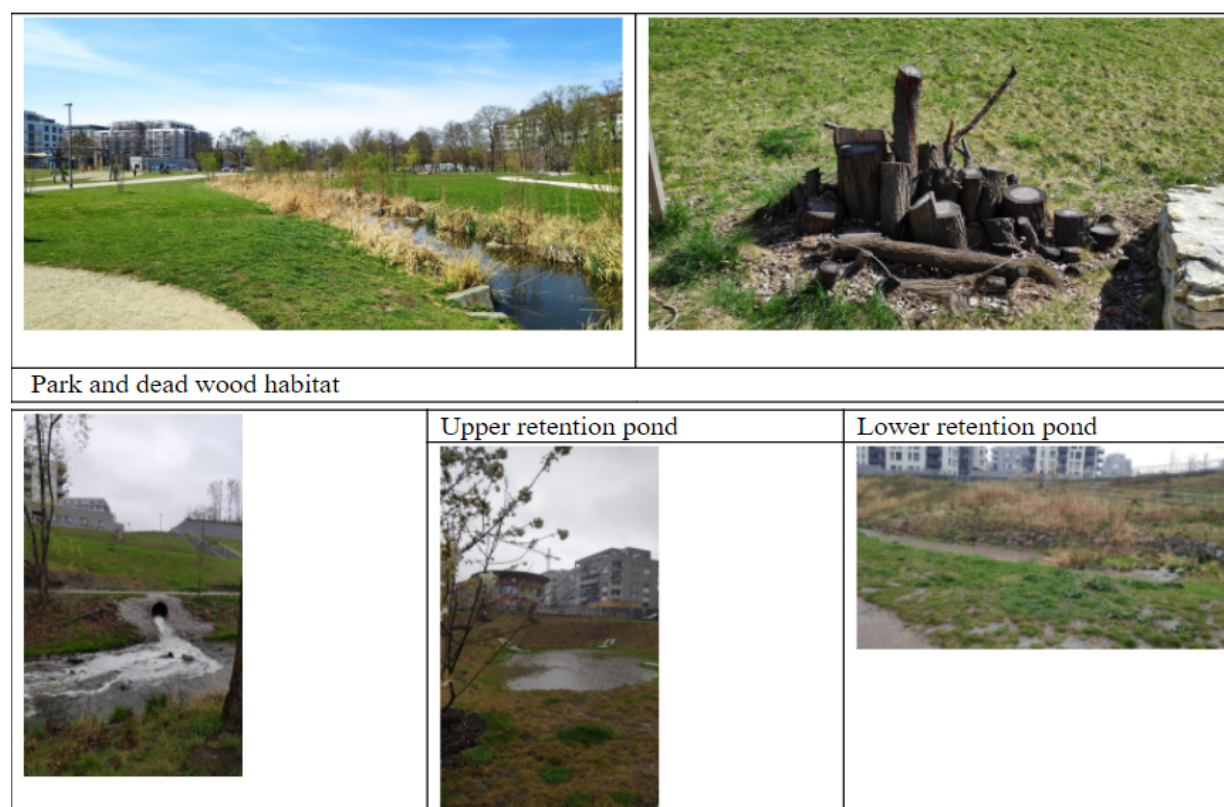 Park and dead wood habitat
Upper retention pond
Lower retention pond